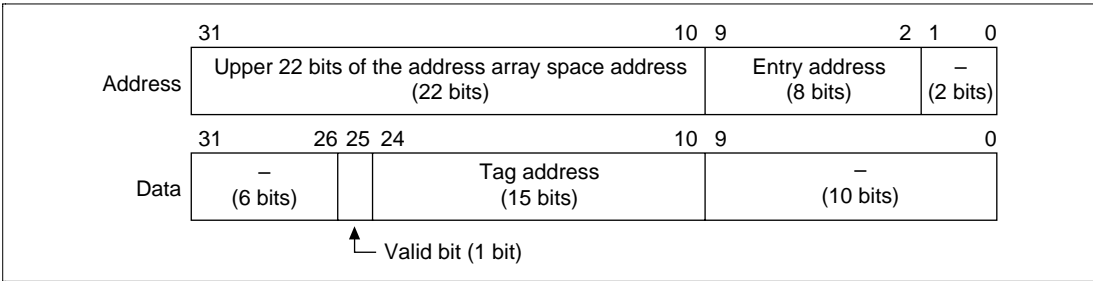 31 10 9 2 1 0
Address Upper 22 bits of the address array space address (22 bits) Entry address (8 bits) – (2 bits)
31 26 25 24 10 9 0
Data – (6 bits) Tag address (15 bits) – (10 bits)
Valid bit (1 bit)